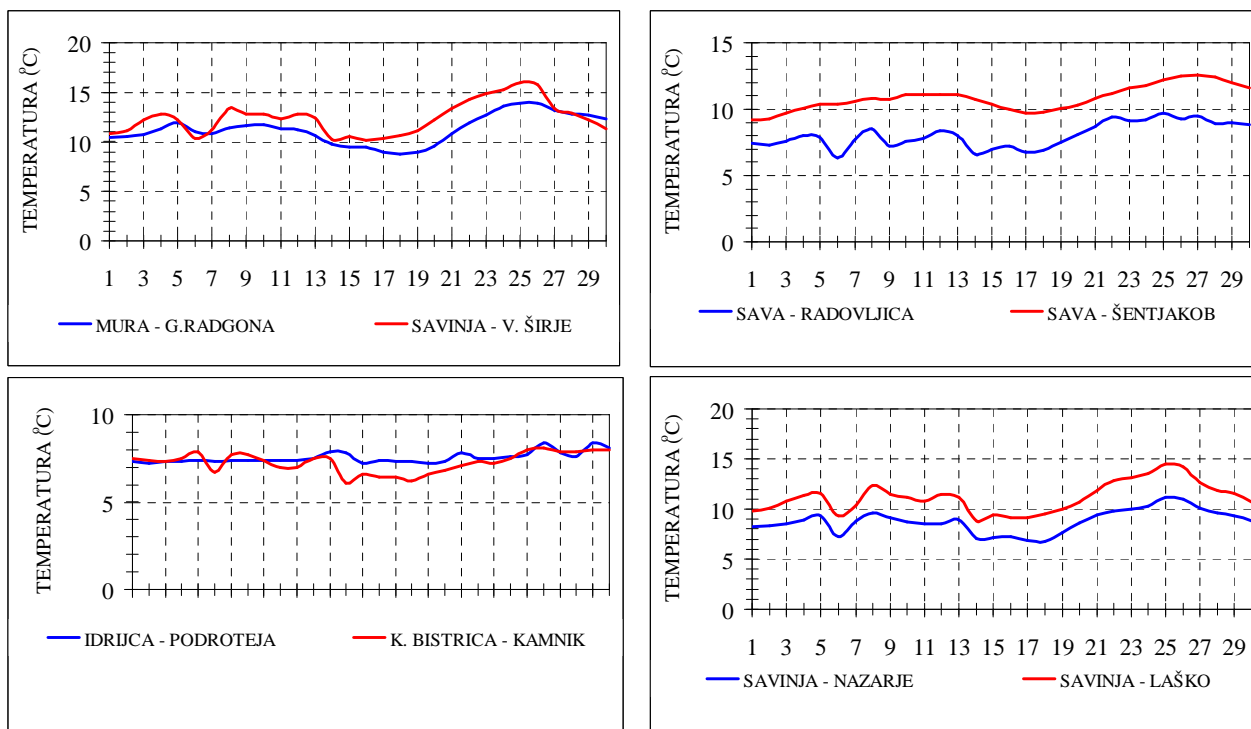 TEMPERATURA (°C)
20
15
10
5
0
1 3 5 7 9 11 13 15 17 19 21 23 25 27 29
MURA - G.RADGONA SAVINJA - V. ŠIRJE
TEMPERATURA (°C)
15
10
5
0
1 3 5 7 9 11 13 15 17 19 21 23 25 27 29
SAVA - RADOVLJICA SAVA - ŠENTJAKOB
TEMPERATURA (°C)
10
5
0
IDRIJCA - PODROTEJA K. BISTRICA - KAMNIK
TEMPERATURA (°C)
20
15
10
5
0
1 3 5 7 9 11 13 15 17 19 21 23 25 27 29
SAVINJA - NAZARJE SAVINJA - LAŠKO